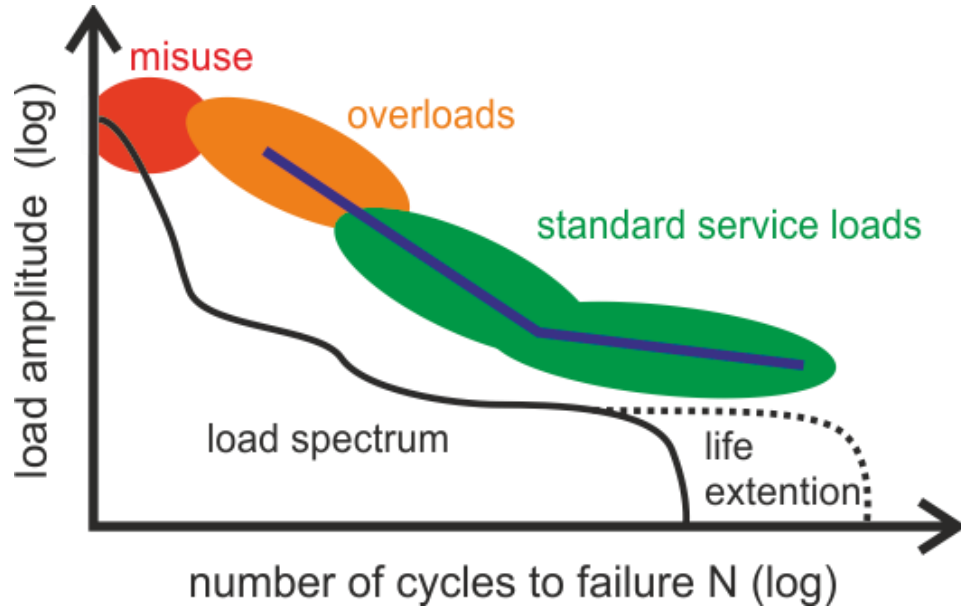 misuse
overloads
standard service loads
load amplitude (log)
load spectrum
life
extention
number of cycles to failure N (log)